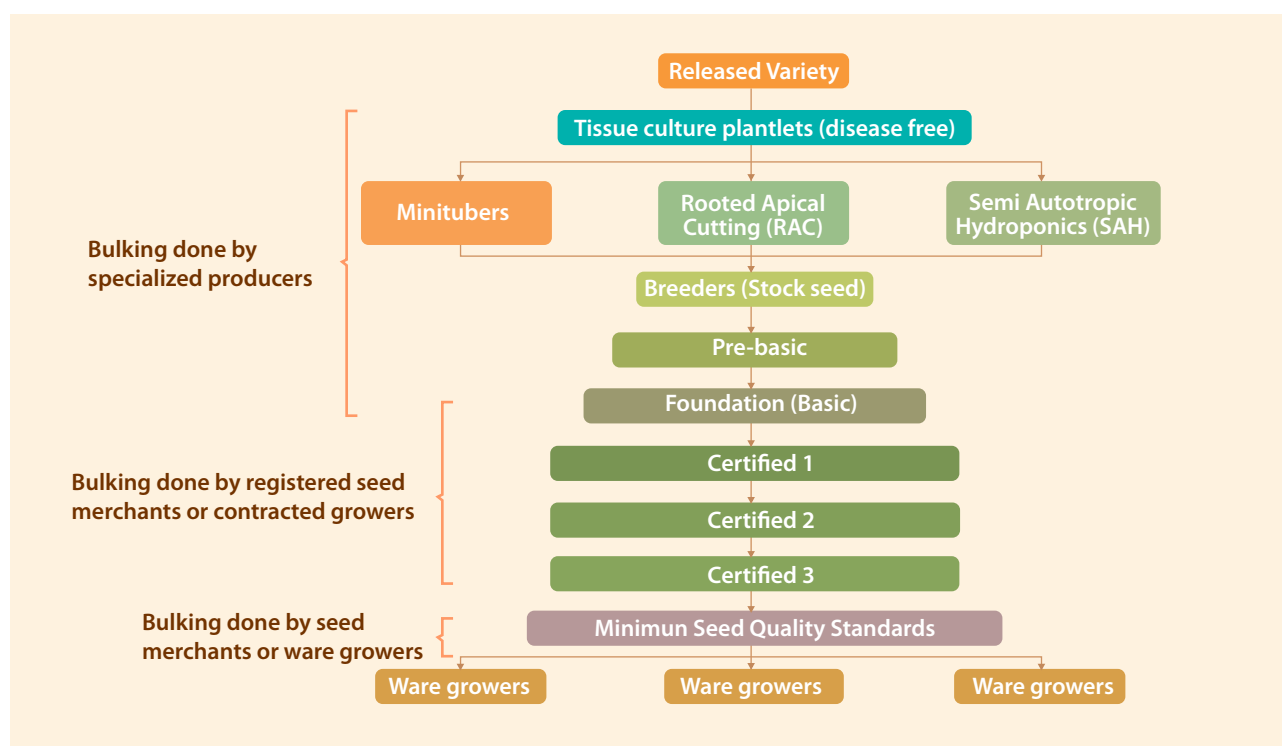 Released Variety
Tissue culture plantlets (disease free)
Minitubers
Rooted Apical
Cutting (RAC)
Semi Autotropic
Hydroponics (SAH)
Bulking done by
specialized producers
Breeders (Stock seed)
Pre-basic
Foundation (Basic)
Bulking done by registered seed
merchants or contracted growers
Certified 1
Certified 2
Certified 3
Bulking done by seed
merchants or ware growers
Minimun Seed Quality Standards
Ware growers
Ware growers
Ware growers